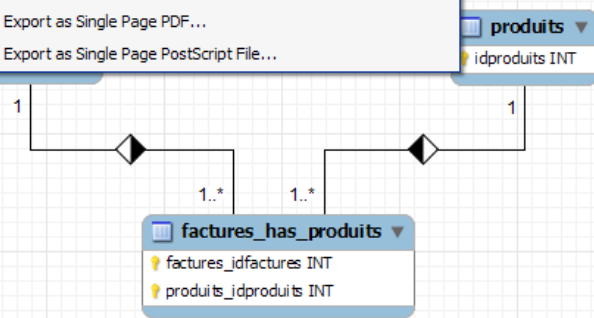 Export as Single Page PDF...
Export as Single Page PostScript File...
produits
idproduits INT
1
1
1..*
1..*
factures_has_produits
factures_idfactures INT
produits_idproduits INT